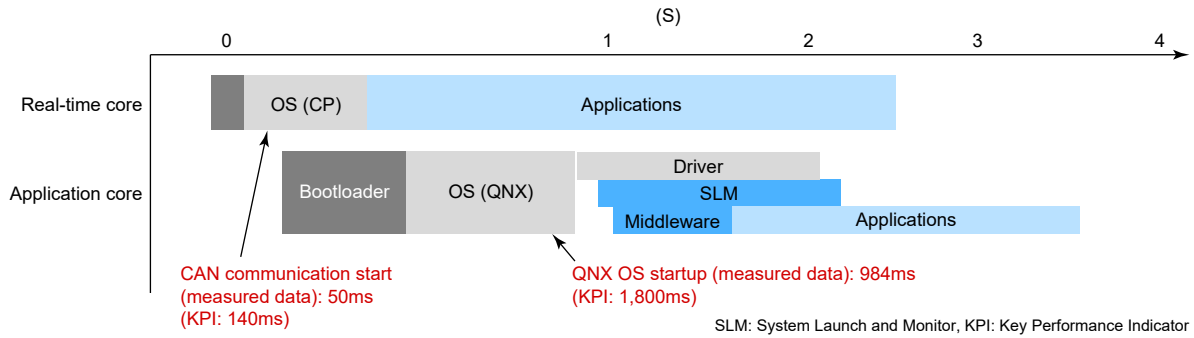 (S)
0 1 2 3 4
Real-time core
OS (CP)
Applications
Application core
Bootloader
OS (QNX)
Driver
SLM
Middleware
Applications
CAN communication start
(measured data): 50ms
(KPI: 140ms)
QNX OS startup (measured data): 984ms
(KPI: 1,800ms)
SLM: System Launch and Monitor, KPI: Key Performance Indicator